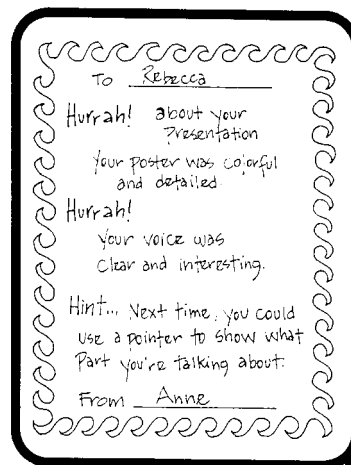 To Rebecca
Hurrah! about your
Presentation
Your poster was colorful
and detailed.
Hurrah!
Your voice was
clear and interesting.
Hint... Next time, you could
use a pointer to show what
part you're talking about.
From Anne